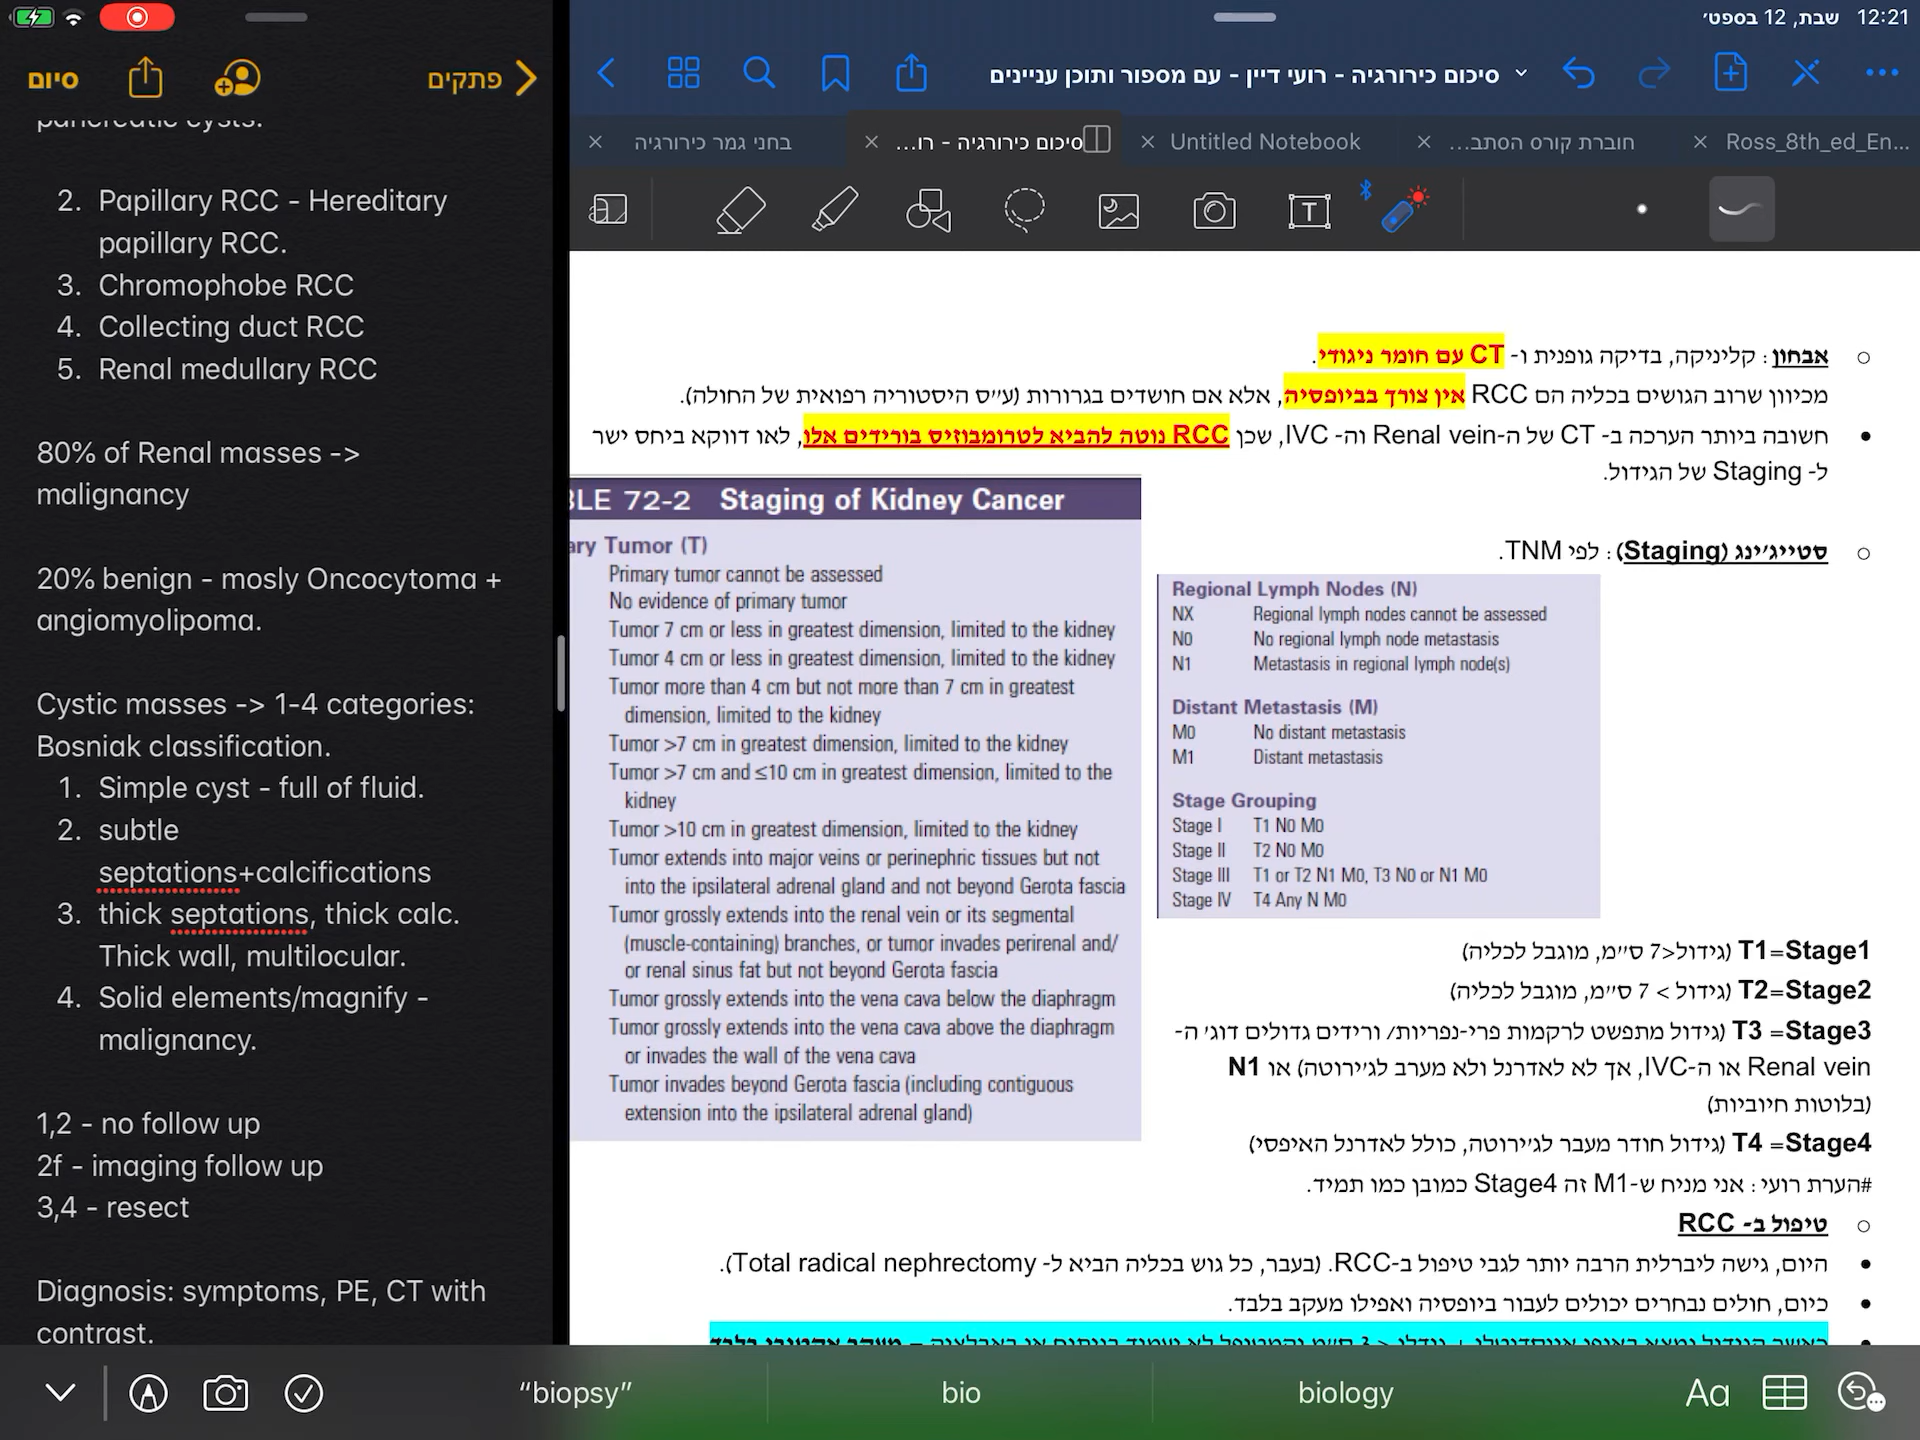 סיום
פתקים
pancreatic cysts.
2. Papillary RCC - Hereditary
papillary RCC.
3. Chromophobe RCC
4. Collecting duct RCC
5. Renal medullary RCC
80% of Renal masses ->
malignancy
20% benign - mosly Oncocytoma +
angiomyolipoma.
Cystic masses -> 1-4 categories:
Bosniak classification.
1. Simple cyst - full of fluid.
2. subtle
septations+calcifications
3. thick septations, thick calc.
Thick wall, multilocular.
4. Solid elements/magnify -
malignancy.
1,2 - no follow up
2f - imaging follow up
3,4 - resect
Diagnosis: symptoms, PE, CT with
contrast.
12:21 שבת, 12 בספט׳
סיכום כירורגיה - רועי דיין - עם מספור ותוכן עניינים
בחני גמר כירורגיה
סיכום כירורגיה - רו...
Untitled Notebook
חוברת קורס הסתב...
Ross_8th_ed_En...
○ אבחון: קליניקה, בדיקה גופנית ו- CT עם חומר ניגודי.
מכיוון שרוב הגושים בכליה הם RCC אין צורך בביופסיה, אלא אם חושדים בגרורות (ע״ס היסטוריה רפואית של החולה).
• חשובה ביותר הערכה ב- CT של ה-Renal vein וה- IVC, שכן RCC נוטה להביא לטרומבוזיס בורידים אלו, לאו דווקא ביחס ישר
ל- Staging של הגידול.
○ סטייג׳ינג (Staging): לפי TNM.
BLE 72-2 Staging of Kidney Cancer
ary Tumor (T)
Primary tumor cannot be assessed
No evidence of primary tumor
Tumor 7 cm or less in greatest dimension, limited to the kidney
Tumor 4 cm or less in greatest dimension, limited to the kidney
Tumor more than 4 cm but not more than 7 cm in greatest
dimension, limited to the kidney
Tumor >7 cm in greatest dimension, limited to the kidney
Tumor >7 cm and ≤10 cm in greatest dimension, limited to the
kidney
Tumor >10 cm in greatest dimension, limited to the kidney
Tumor extends into major veins or perinephric tissues but not
into the ipsilateral adrenal gland and not beyond Gerota fascia
Tumor grossly extends into the renal vein or its segmental
(muscle-containing) branches, or tumor invades perirenal and/
or renal sinus fat but not beyond Gerota fascia
Tumor grossly extends into the vena cava below the diaphragm
Tumor grossly extends into the vena cava above the diaphragm
or invades the wall of the vena cava
Tumor invades beyond Gerota fascia (including contiguous
extension into the ipsilateral adrenal gland)
Regional Lymph Nodes (N)
NX Regional lymph nodes cannot be assessed
N0 No regional lymph node metastasis
N1 Metastasis in regional lymph node(s)
Distant Metastasis (M)
M0 No distant metastasis
M1 Distant metastasis
Stage Grouping
Stage I T1 N0 M0
Stage II T2 N0 M0
Stage III T1 or T2 N1 M0, T3 N0 or N1 M0
Stage IV T4 Any N M0
T1=Stage1 (גידול<7 ס״מ, מוגבל לכליה)
T2=Stage2 (גידול > 7 ס״מ, מוגבל לכליה)
T3 =Stage3 (גידול מתפשט לרקמות פרי-נפריות/ ורידים גדולים דוג׳ ה-
Renal vein או ה-IVC, אך לא לאדרנל ולא מערב לג׳ירוטה) או N1
(בלוטות חיוביות)
T4 =Stage4 (גידול חודר מעבר לג׳ירוטה, כולל לאדרנל האיפסי)
#הערת רועי: אני מניח ש-M1 זה Stage4 כמובן כמו תמיד.
○ טיפול ב- RCC
• היום, גישה ליברלית הרבה יותר לגבי טיפול ב-RCC. (בעבר, כל גוש בכליה הביא ל- Total radical nephrectomy).
• כיום, חולים נבחרים יכולים לעבור ביופסיה ואפילו מעקב בלבד.
“biopsy”
bio
biology
Aa